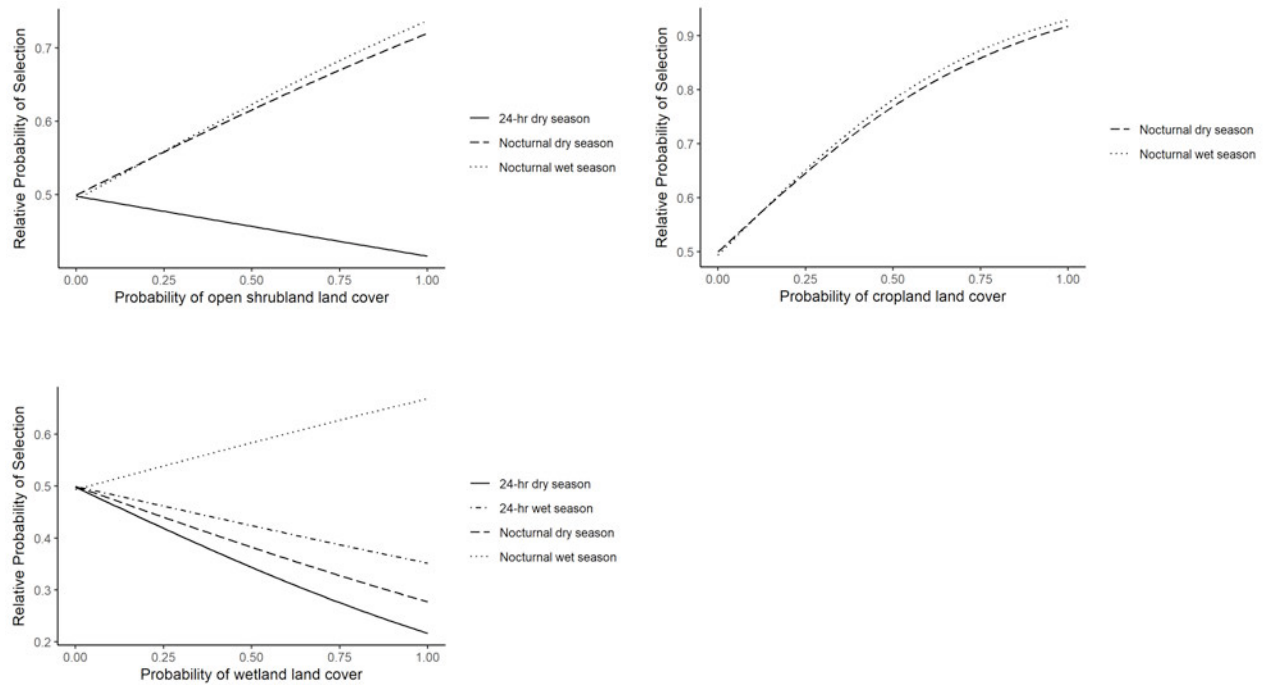 Relative Probability of Selection
0.7
0.6
0.5
0.00 0.25 0.50 0.75 1.00
Probability of open shrubland land cover
24-hr dry season
Nocturnal dry season
Nocturnal wet season
Relative Probability of Selection
0.9
0.8
0.7
0.6
0.5
0.00 0.25 0.50 0.75 1.00
Probability of cropland land cover
Nocturnal dry season
Nocturnal wet season
Relative Probability of Selection
0.6
0.5
0.4
0.3
0.2
0.00 0.25 0.50 0.75 1.00
Probability of wetland land cover
24-hr dry season
24-hr wet season
Nocturnal dry season
Nocturnal wet season